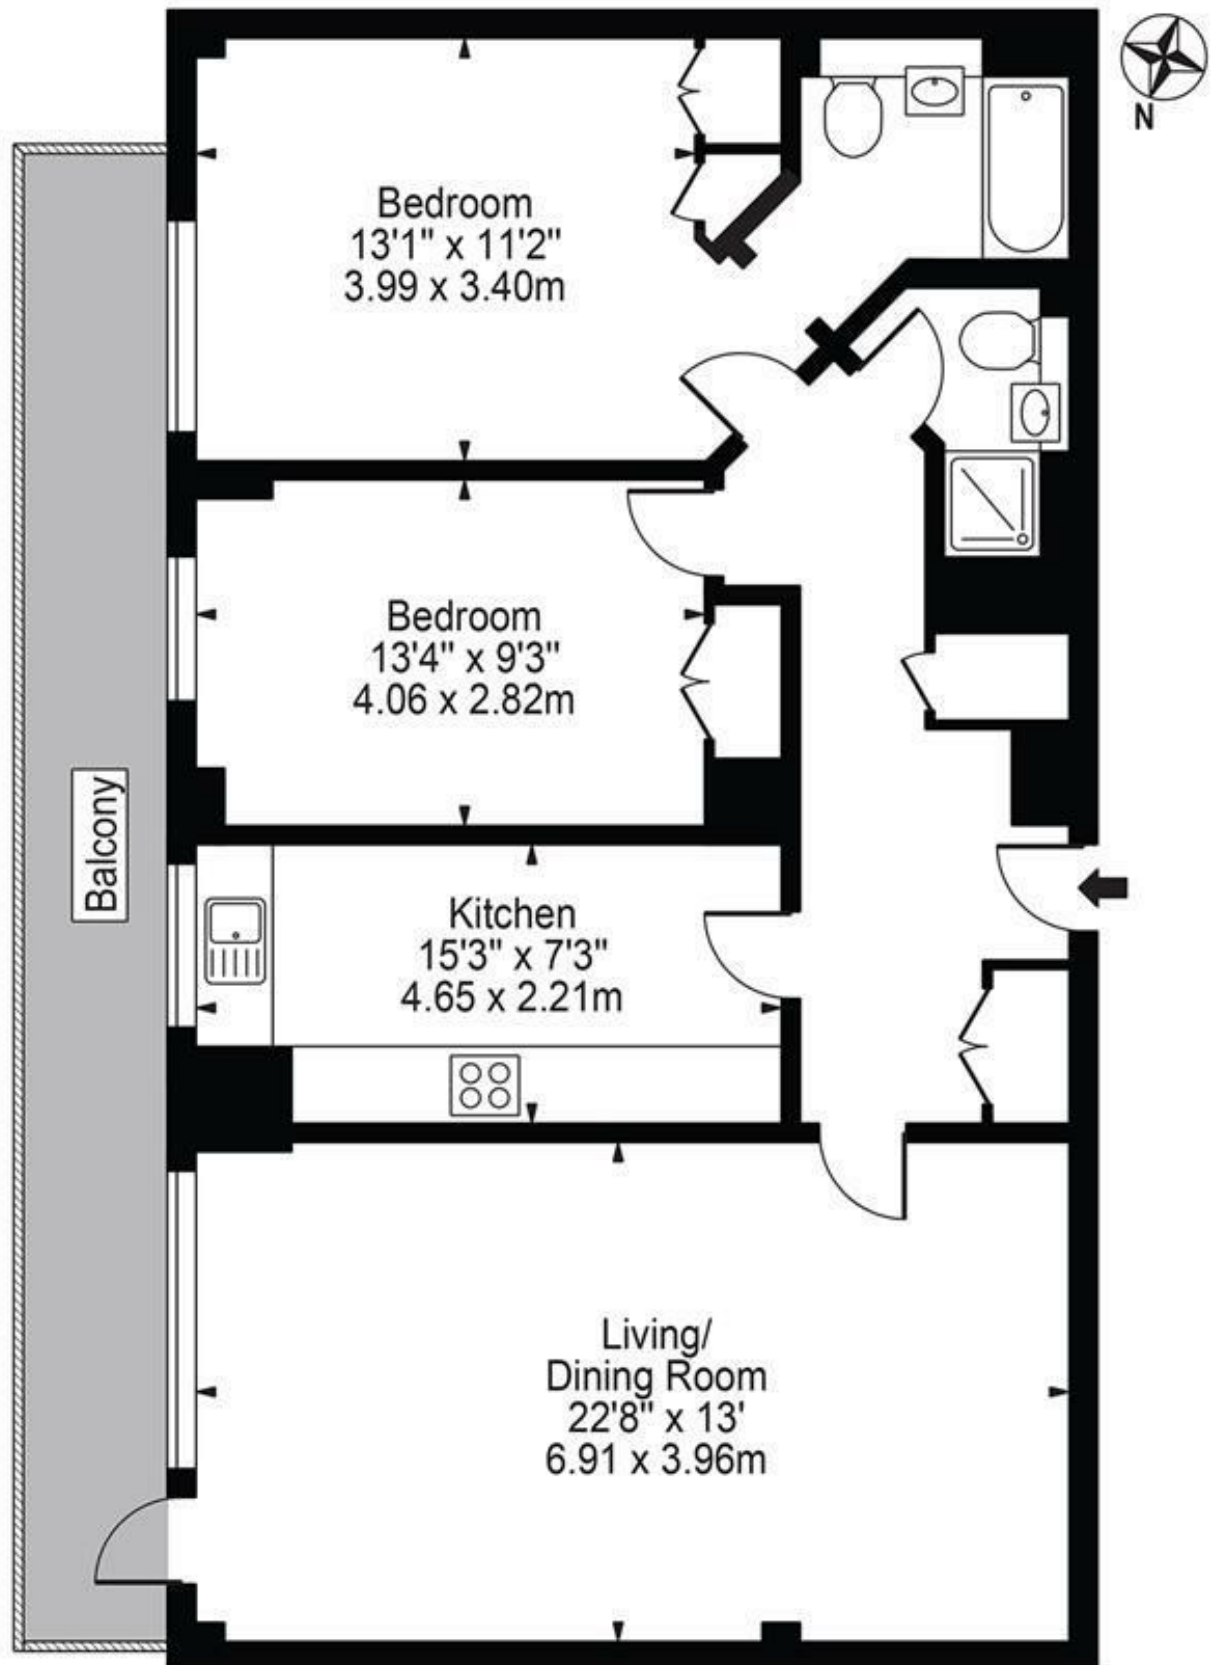 N
Bedroom
13'1" x 11'2"
3.99 x 3.40m
Bedroom
13'4" x 9'3"
4.06 x 2.82m
Balcony
Kitchen
15'3" x 7'3"
4.65 x 2.21m
Living/
Dining Room
22'8" x 13'
6.91 x 3.96m